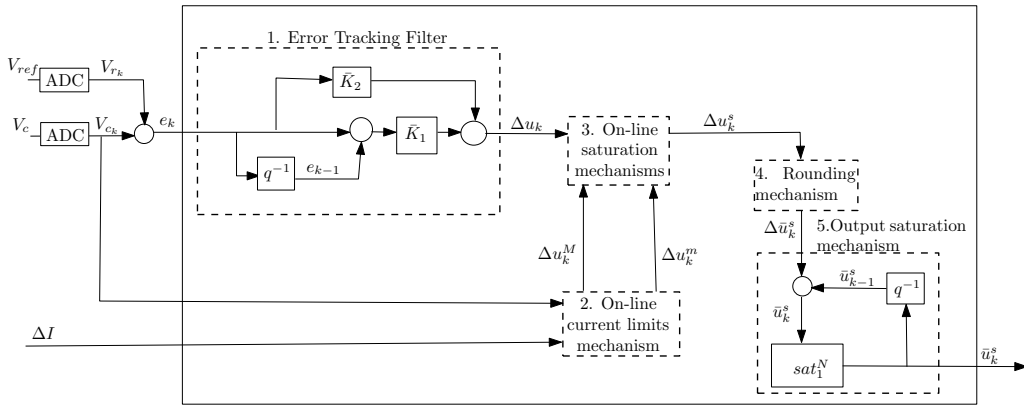 1. Error Tracking Filter
V_{ref}
ADC
V_{r_k}
V_c
ADC
V_{c_k}
e_k
K̄_2
K̄_1
q^{-1}
e_{k-1}
Δu_k
3. On-line
saturation
mechanisms
Δu_k^s
4. Rounding
mechanism
Δū_k^s
5.Output saturation
mechanism
ū_{k-1}^s
q^{-1}
ū_k^s
sat_1^N
ū_k^s
Δu_k^M
Δu_k^m
2. On-line
current limits
mechanism
ΔI